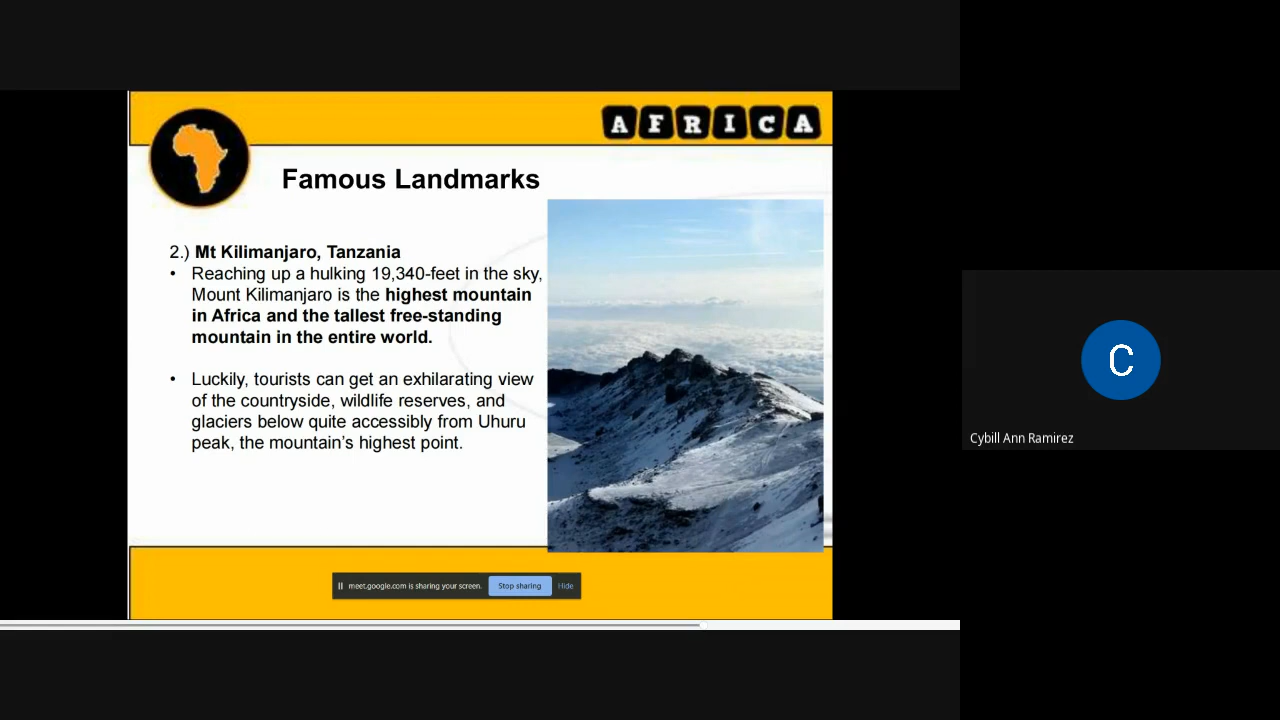 AFRICA
Famous Landmarks
2.) Mt Kilimanjaro, Tanzania
• Reaching up a hulking 19,340-feet in the sky,
Mount Kilimanjaro is the highest mountain
in Africa and the tallest free-standing
mountain in the entire world.
• Luckily, tourists can get an exhilarating view
of the countryside, wildlife reserves, and
glaciers below quite accessibly from Uhuru
peak, the mountain’s highest point.
meet.google.com is sharing your screen. Stop sharing Hide
C
Cybill Ann Ramirez